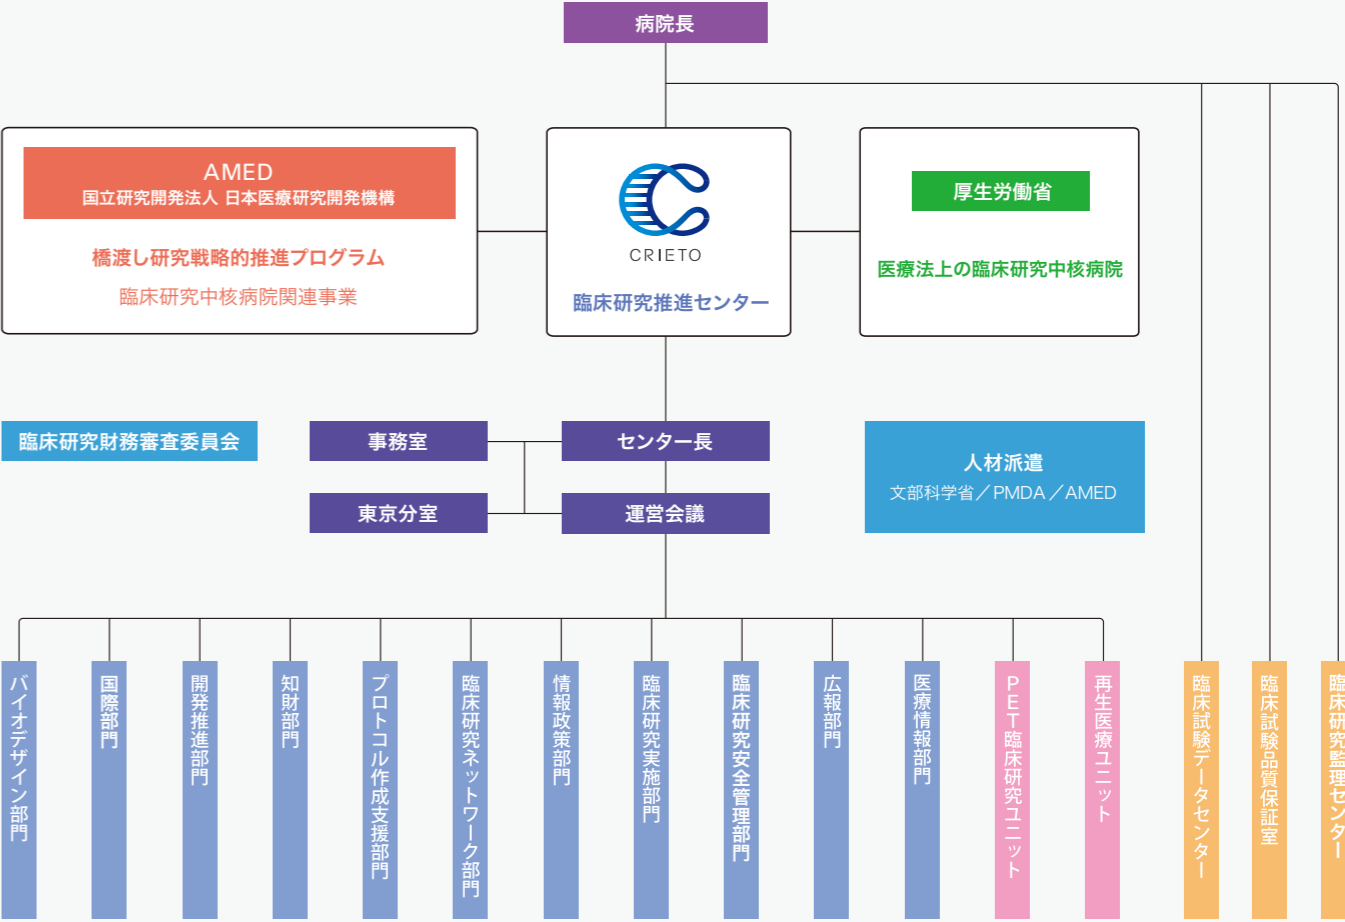 病院長
AMED
国立研究開発法人 日本医療研究開発機構
橋渡し研究戦略的推進プログラム
臨床研究中核病院関連事業
CRIETO
臨床研究推進センター
厚生労働省
医療法上の臨床研究中核病院
臨床研究財務審査委員会
事務室
センター長
東京分室
運営会議
人材派遣
文部科学省／PMDA／AMED
バイオデザイン部門
国際部門
開発推進部門
知財部門
プロトコル作成支援部門
臨床研究ネットワーク部門
情報政策部門
臨床研究実施部門
臨床研究安全管理部門
広報部門
医療情報部門
PET臨床研究ユニット
再生医療ユニット
臨床試験データセンター
臨床試験品質保証室
臨床研究監理センター